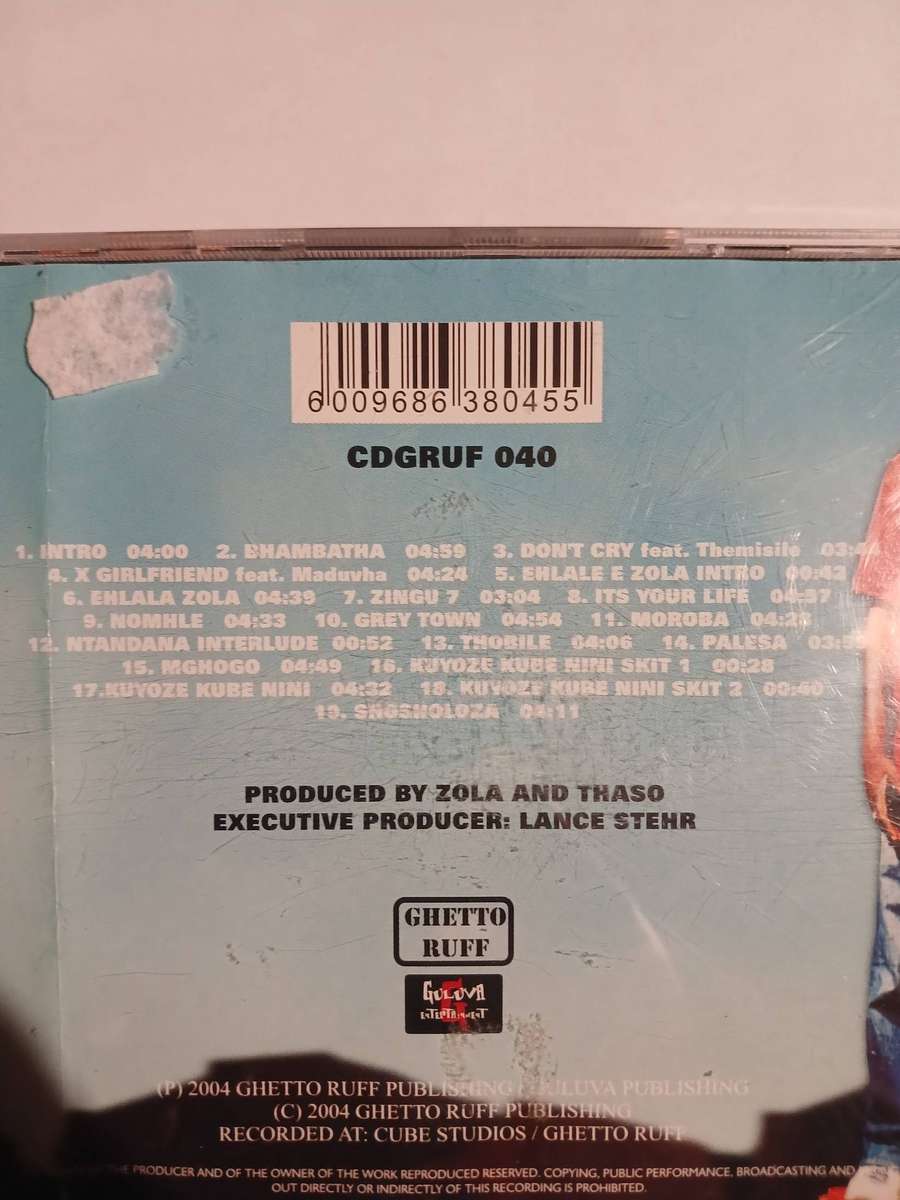 6 009686 380455
CDGRUF 040
1. INTRO 04:00 2. BHAMBATHA 04:59 3. DON'T CRY feat. Themisile
4. X GIRLFRIEND feat. Maduvha 04:24 5. EHLALE E ZOLA INTRO 00:43
6. EHLALA ZOLA 04:39 7. ZINGU 7 03:04 8. ITS YOUR LIFE 04:37
9. NOMHLE 04:33 10. GREY TOWN 04:54 11. MOROBA
12. NTANDANA INTERLUDE 00:52 13. THOBILE 04:06 14. PALESA
15. MGHOGO 04:49 16. KUYOZE KUBE NINI SKIT 1 00:28
17.KUYOZE KUBE NINI 04:32 18. KUYOZE KUBE NINI SKIT 2 00:40
19. SHOSHOLOZA 04:11
PRODUCED BY ZOLA AND THASO
EXECUTIVE PRODUCER: LANCE STEHR
GHETTO
RUFF
GULUVA
ENTERTAINMENT
(P) 2004 GHETTO RUFF PUBLISHING / GULUVA PUBLISHING
(C) 2004 GHETTO RUFF PUBLISHING
RECORDED AT: CUBE STUDIOS / GHETTO RUFF
THE PRODUCER AND OF THE OWNER OF THE WORK REPRODUCED RESERVED. COPYING, PUBLIC PERFORMANCE, BROADCASTING AND
OUT DIRECTLY OR INDIRECTLY OF THIS RECORDING IS PROHIBITED.